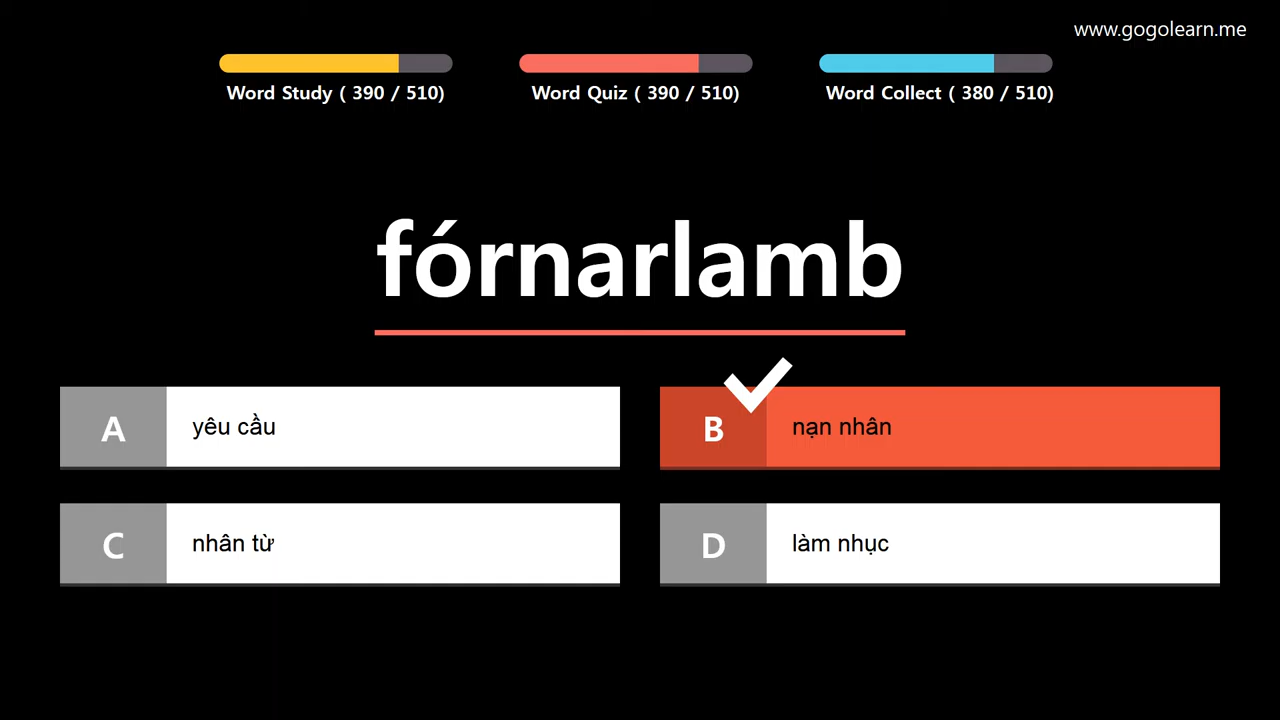 www.gogolearn.me
Word Study ( 390 / 510)
Word Quiz ( 390 / 510)
Word Collect ( 380 / 510)
fórnarlamb
A
yêu cầu
B
nạn nhân
C
nhân từ
D
làm nhục